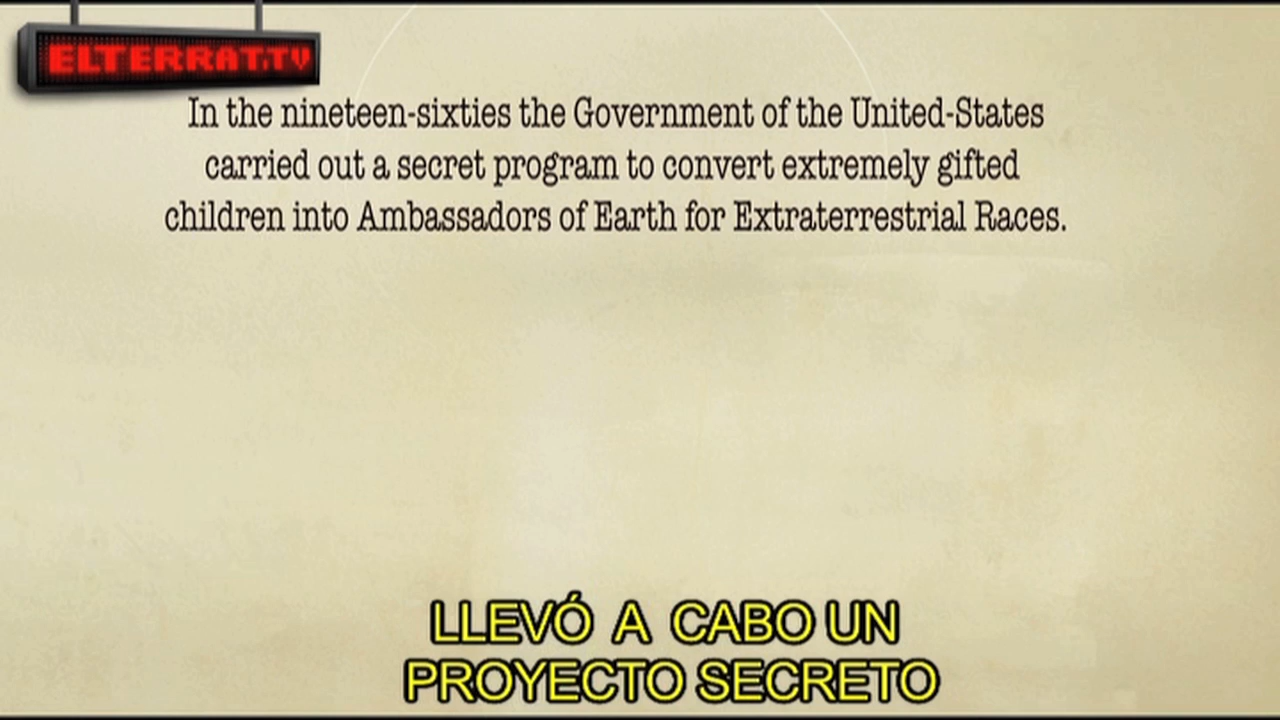 ELTERRAT.TV
In the nineteen-sixties the Government of the United-States
carried out a secret program to convert extremely gifted
children into Ambassadors of Earth for Extraterrestrial Races.
LLEVÓ A CABO UN
PROYECTO SECRETO